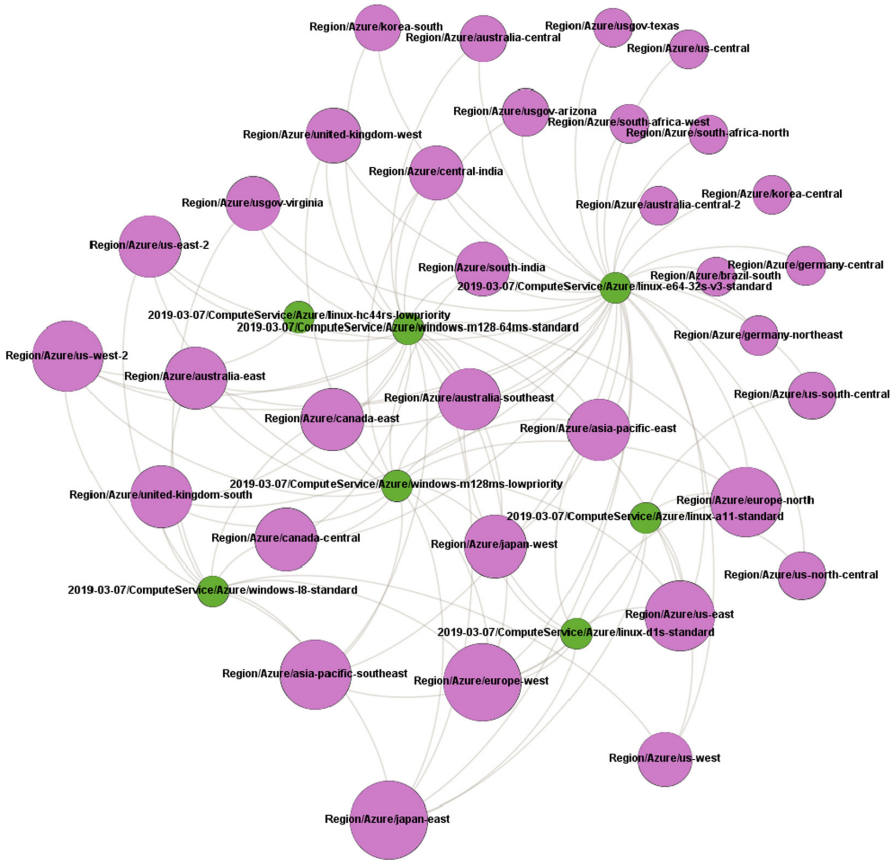 Region/Azure/korea-south
Region/Azure/australia-central
Region/Azure/usgov-texas
Region/Azure/us-central
Region/Azure/usgov-arizona
Region/Azure/south-africa-west
Region/Azure/south-africa-north
Region/Azure/united-kingdom-west
Region/Azure/central-india
Region/Azure/korea-central
Region/Azure/usgov-virginia
Region/Azure/australia-central-2
Region/Azure/us-east-2
Region/Azure/south-india
Region/Azure/germany-central
Region/Azure/brazil-south
2019-03-07/ComputeService/Azure/linux-e64-32s-v3-standard
2019-03-07/ComputeService/Azure/linux-hc44rs-lowpriority
2019-03-07/ComputeService/Azure/windows-m128-64ms-standard
Region/Azure/germany-northeast
Region/Azure/us-west-2
Region/Azure/australia-east
Region/Azure/us-south-central
Region/Azure/australia-southeast
Region/Azure/canada-east
Region/Azure/asia-pacific-east
2019-03-07/ComputeService/Azure/windows-m128ms-lowpriority
Region/Azure/united-kingdom-south
Region/Azure/europe-north
2019-03-07/ComputeService/Azure/linux-a11-standard
Region/Azure/canada-central
Region/Azure/japan-west
Region/Azure/us-north-central
2019-03-07/ComputeService/Azure/windows-l8-standard
Region/Azure/us-east
2019-03-07/ComputeService/Azure/linux-d1s-standard
Region/Azure/asia-pacific-southeast
Region/Azure/europe-west
Region/Azure/us-west
Region/Azure/japan-east